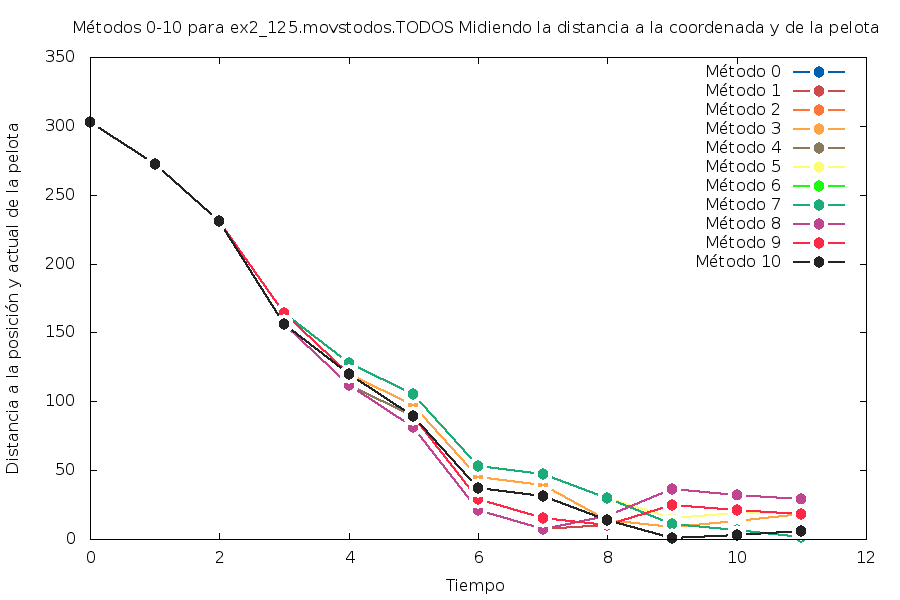 Métodos 0-10 para ex2_125.movstodos.TODOS Midiendo la distancia a la coordenada y de la pelota
Distancia a la posición y actual de la pelota
350
300
250
200
150
100
50
0
Método 0
Método 1
Método 2
Método 3
Método 4
Método 5
Método 6
Método 7
Método 8
Método 9
Método 10
0 2 4 6 8 10 12
Tiempo